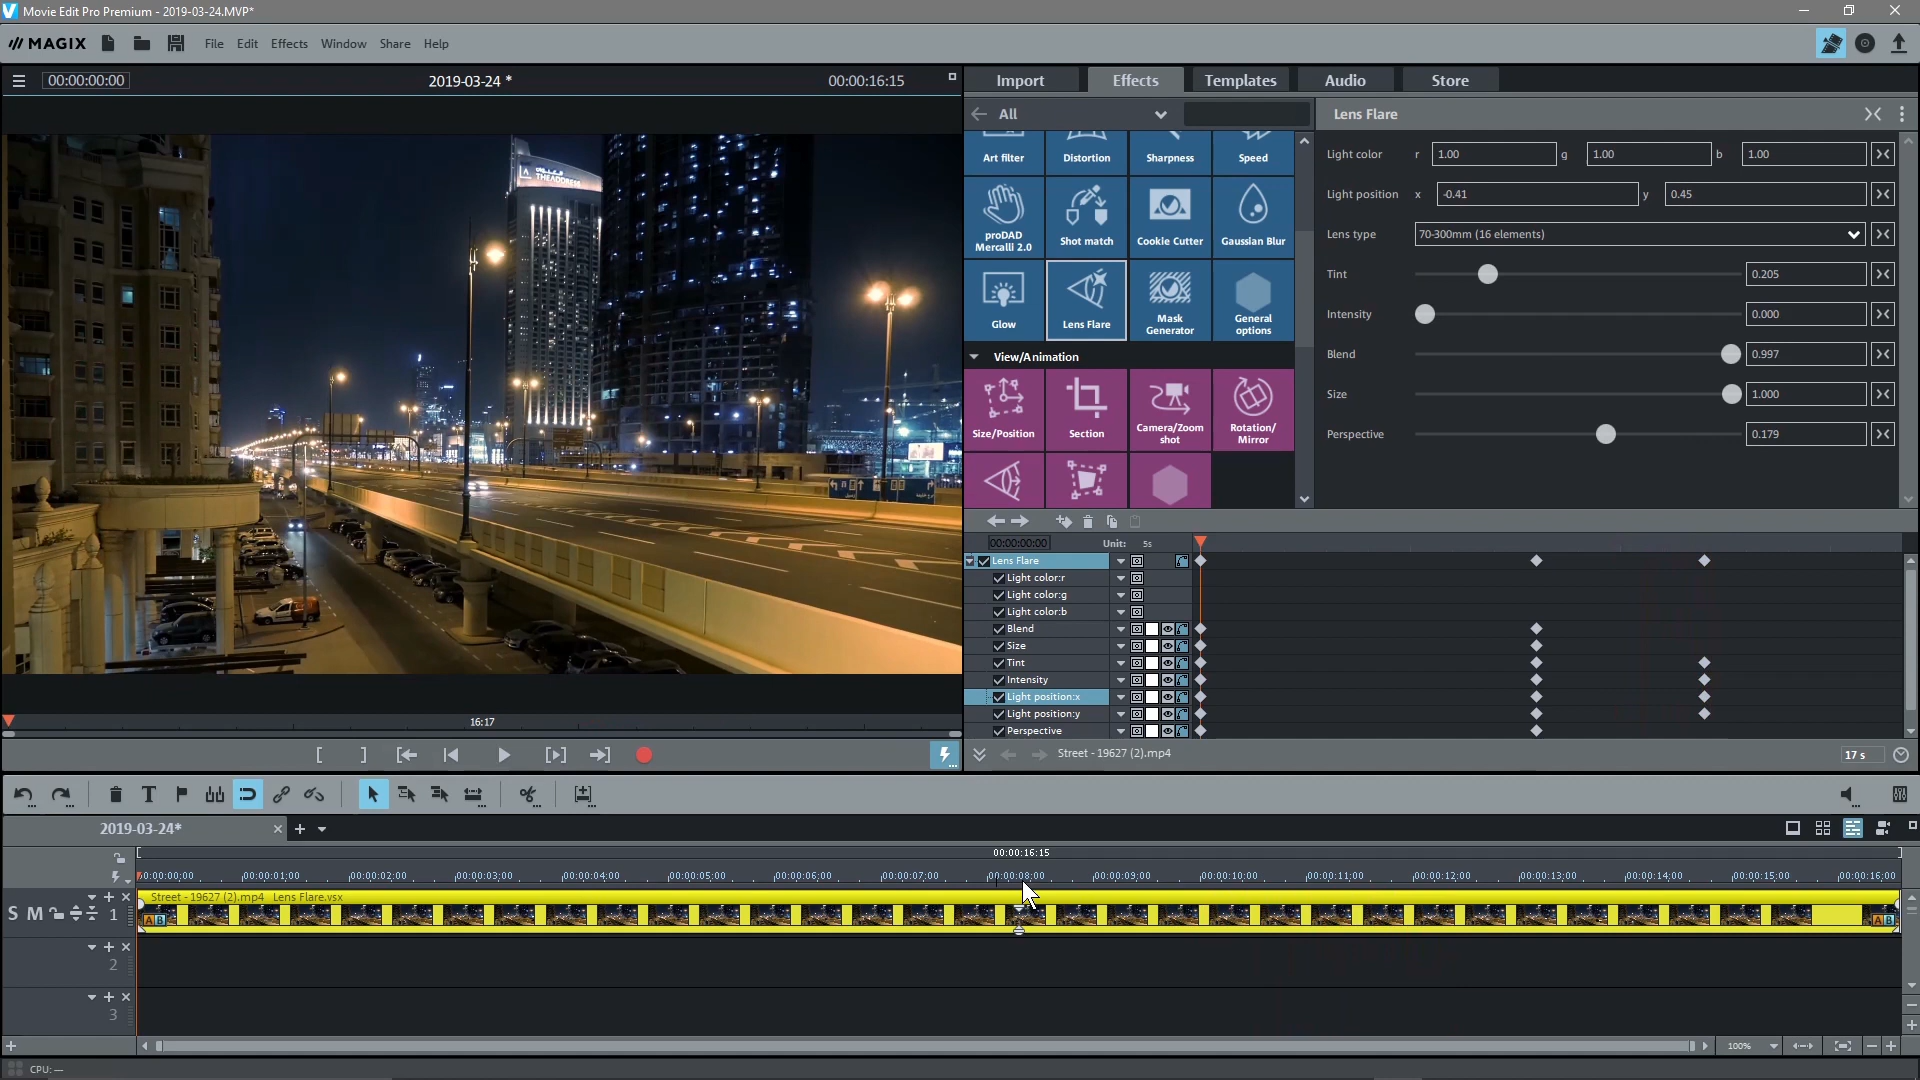 Movie Edit Pro Premium - 2019-03-24.MVP*
MAGIX File Edit Effects Window Share Help
00:00:00:00 2019-03-24 * 00:00:16:15
THEADDRESS
16:17
Import Effects Templates Audio Store
All
Art filter Distortion Sharpness Speed
proDAD Mercalli 2.0 Shot match Cookie Cutter Gaussian Blur
Glow Lens Flare Mask Generator General options
View/Animation
Size/Position Section Camera/Zoom shot Rotation/Mirror
Lens Flare
Light color r 1.00 g 1.00 b 1.00
Light position x -0.41 y 0.45
Lens type 70-300mm (16 elements)
Tint 0.205
Intensity 0.000
Blend 0.997
Size 1.000
Perspective 0.179
00:00:00:00 Unit: 5s
Lens Flare
Light color:r
Light color:g
Light color:b
Blend
Size
Tint
Intensity
Light position:x
Light position:y
Perspective
Street - 19627 (2).mp4 17 s
2019-03-24*
00:00:16:15
00:00:00:00 00:00:01:00 00:00:02:00 00:00:03:00 00:00:04:00 00:00:05:00 00:00:06:00 00:00:07:00 00:00:08:00 00:00:09:00 00:00:10:00 00:00:11:00 00:00:12:00 00:00:13:00 00:00:14:00 00:00:15:00 00:00:16:00
Street - 19627 (2).mp4 Lens Flare.vsx
S M 1
A B A B
2
3
100%
CPU: —